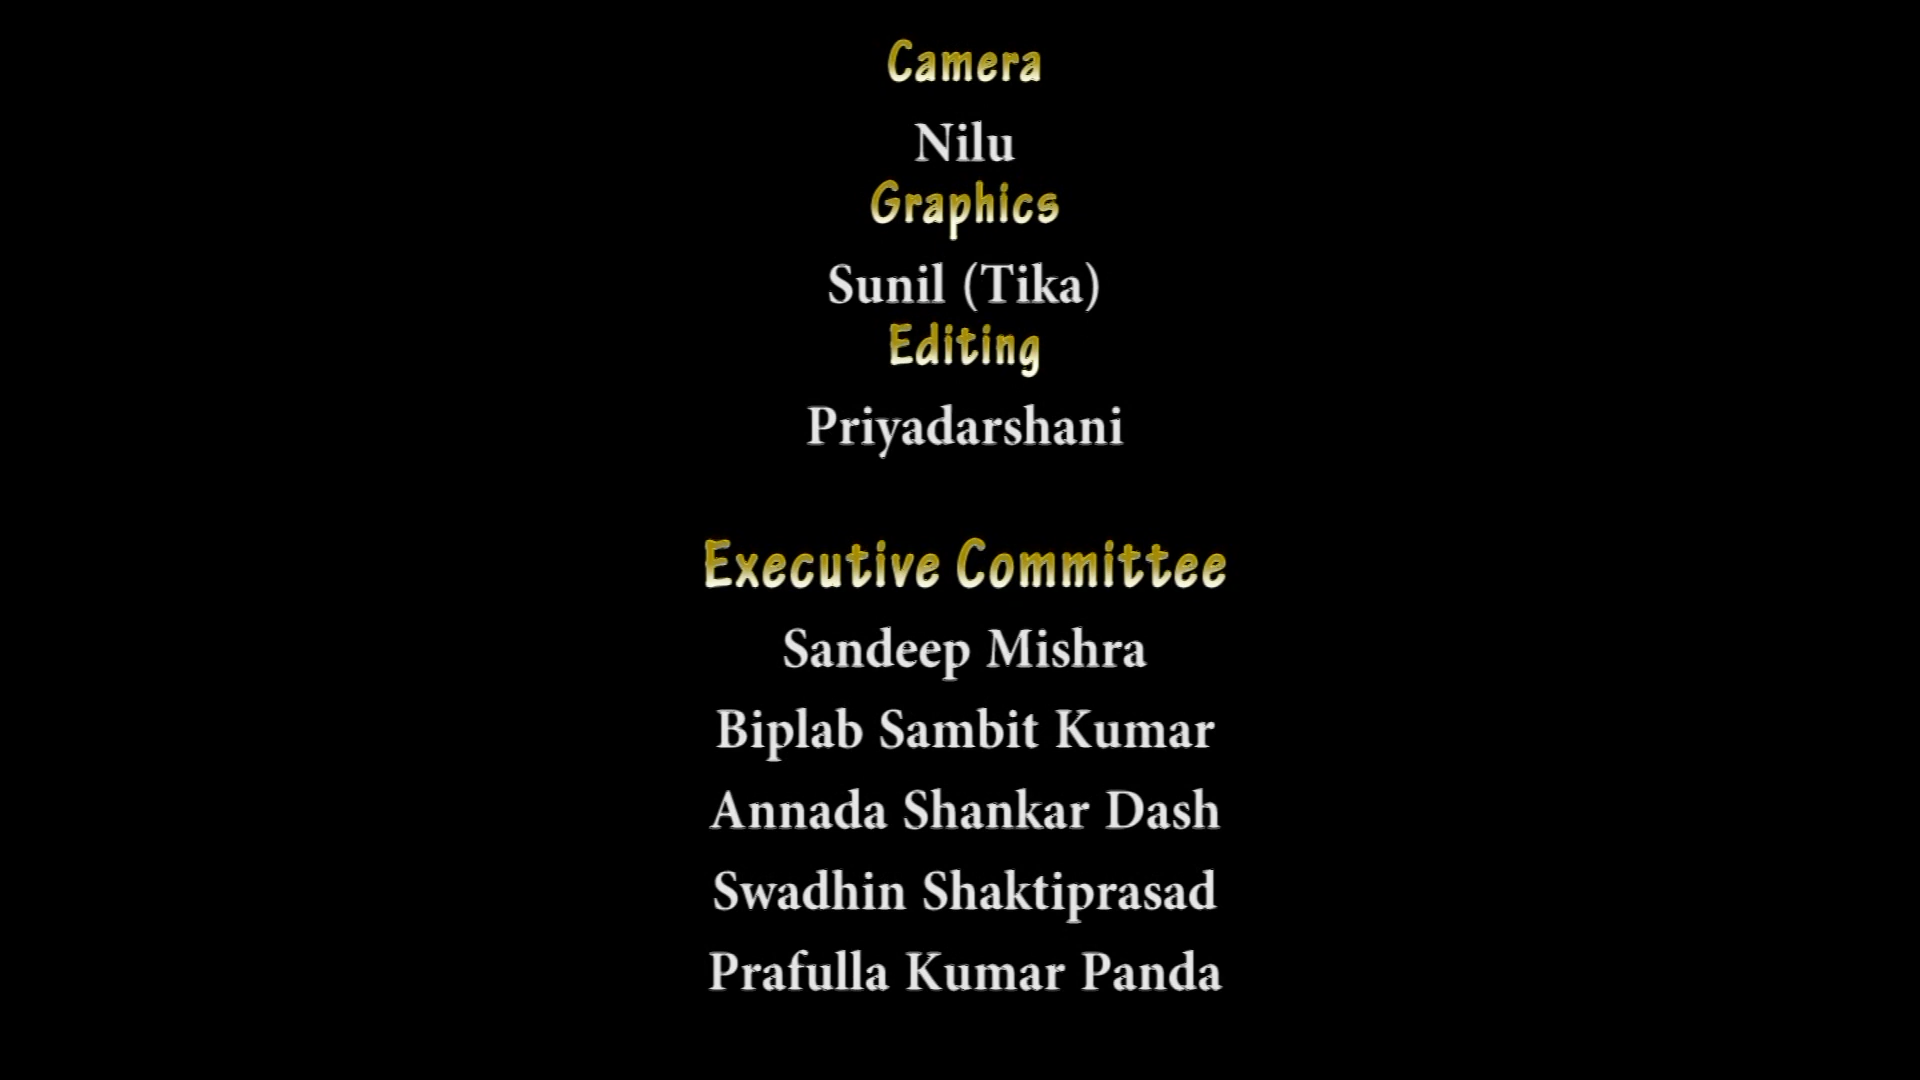 Camera
Nilu
Graphics
Sunil (Tika)
Editing
Priyadarshani
Executive Committee
Sandeep Mishra
Biplab Sambit Kumar
Annada Shankar Dash
Swadhin Shaktiprasad
Prafulla Kumar Panda